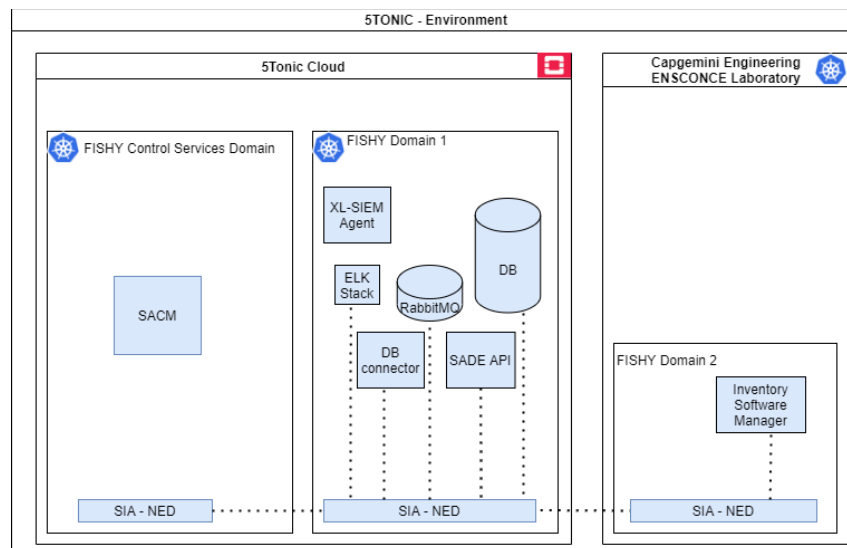 5TONIC - Environment
5Tonic Cloud
Capgemini Engineering
ENSCONCE Laboratory
FISHY Control Services Domain
FISHY Domain 1
XL-SIEM
Agent
DB
ELK
Stack
RabbitMQ
SACM
DB
connector
SADE API
FISHY Domain 2
Inventory
Software
Manager
SIA - NED
SIA - NED
SIA - NED